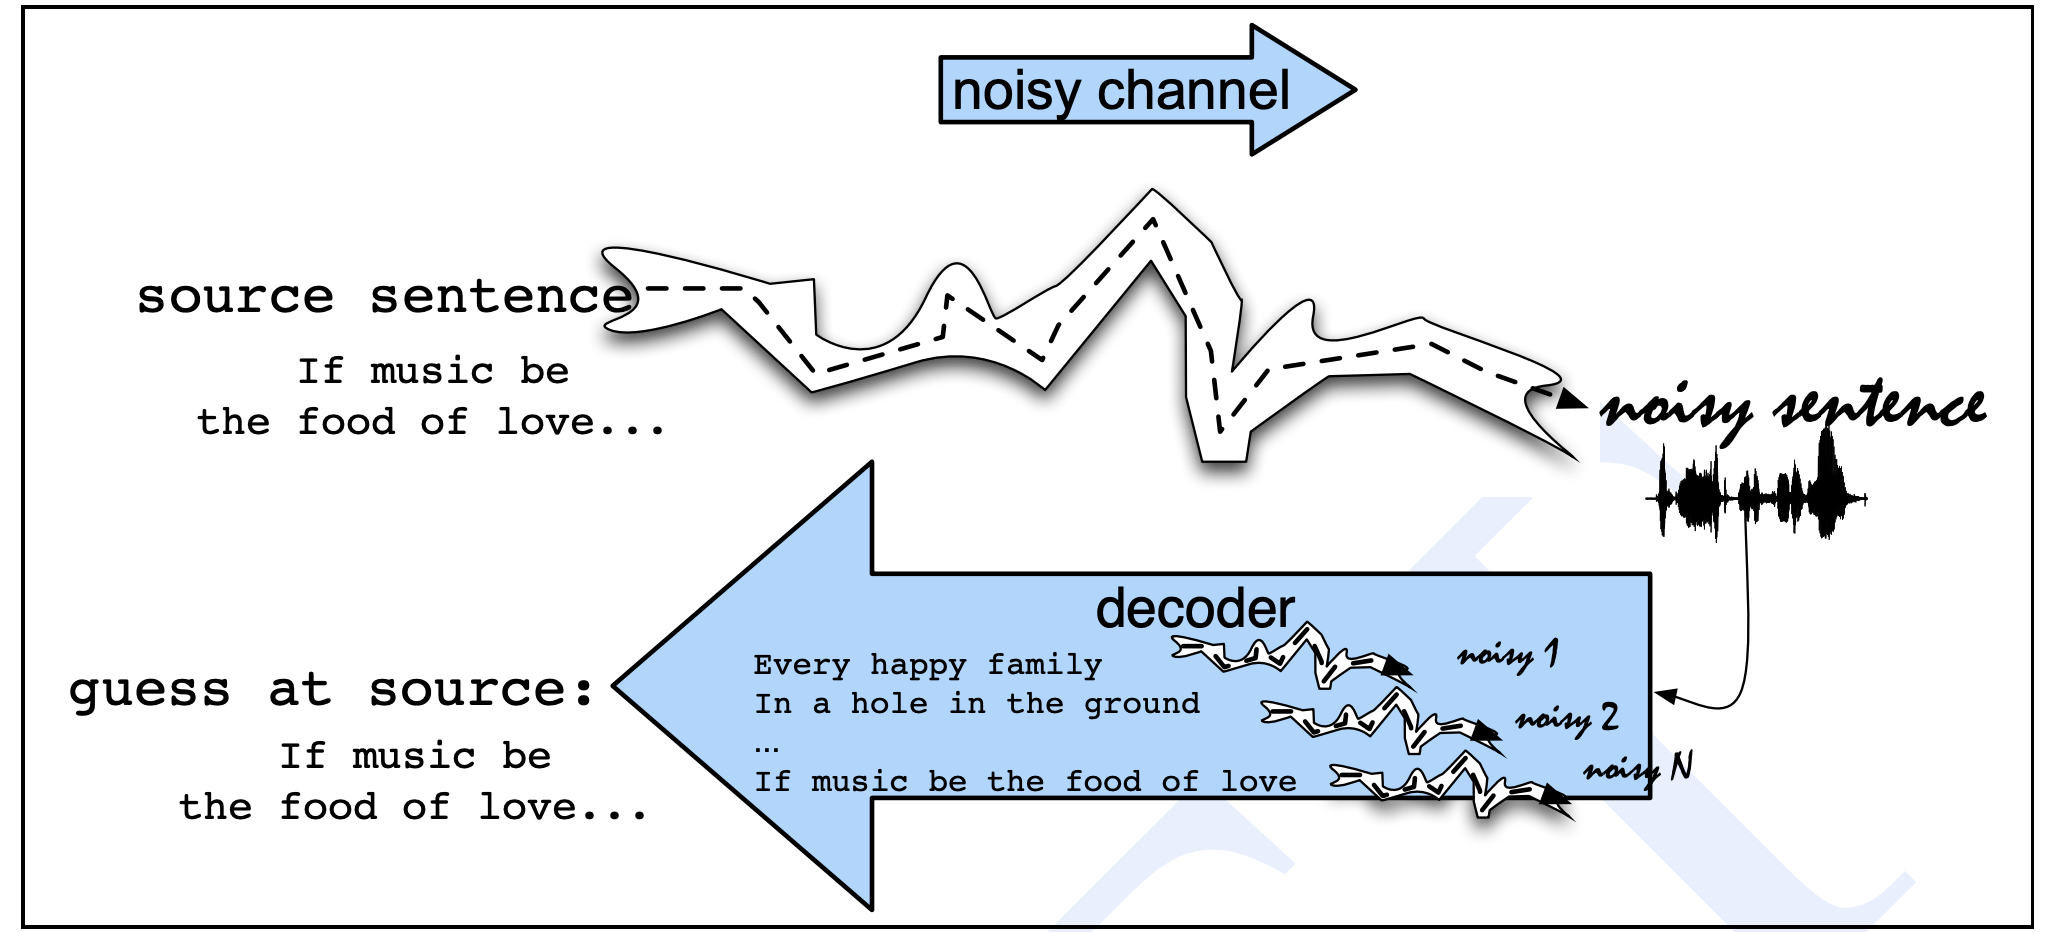 noisy channel
source sentence
If music be
the food of love...
noisy sentence
decoder
Every happy family
noisy 1
In a hole in the ground
noisy 2
...
If music be the food of love
noisy N
guess at source:
If music be
the food of love...